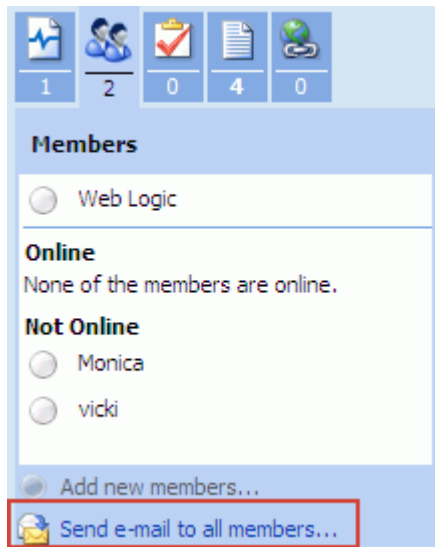 1 2 0 4 0
Members
Web Logic
Online
None of the members are online.
Not Online
Monica
vicki
Add new members...
Send e-mail to all members...